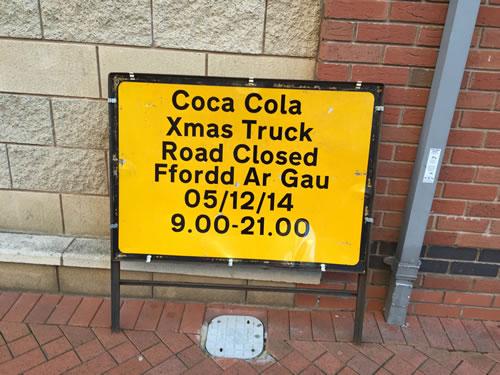 Coca Cola
Xmas Truck
Road Closed
Ffordd Ar Gau
05/12/14
9.00-21.00